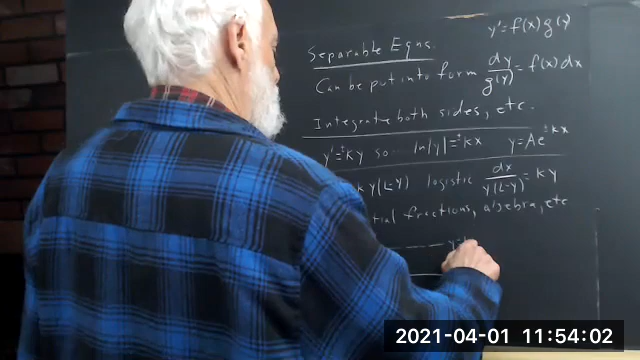 y' = f(x)g(y)
Separable Eqns.
Can be put into form dy/g(y) = f(x)dx
Integrate both sides, etc.
y' = ±ky so ... ln|y| = ±kx y = Ae^±kx
ky(L-y) logistic dx/y(L-y) = ky
fractions, algebra, etc
2021-04-01 11:54:02